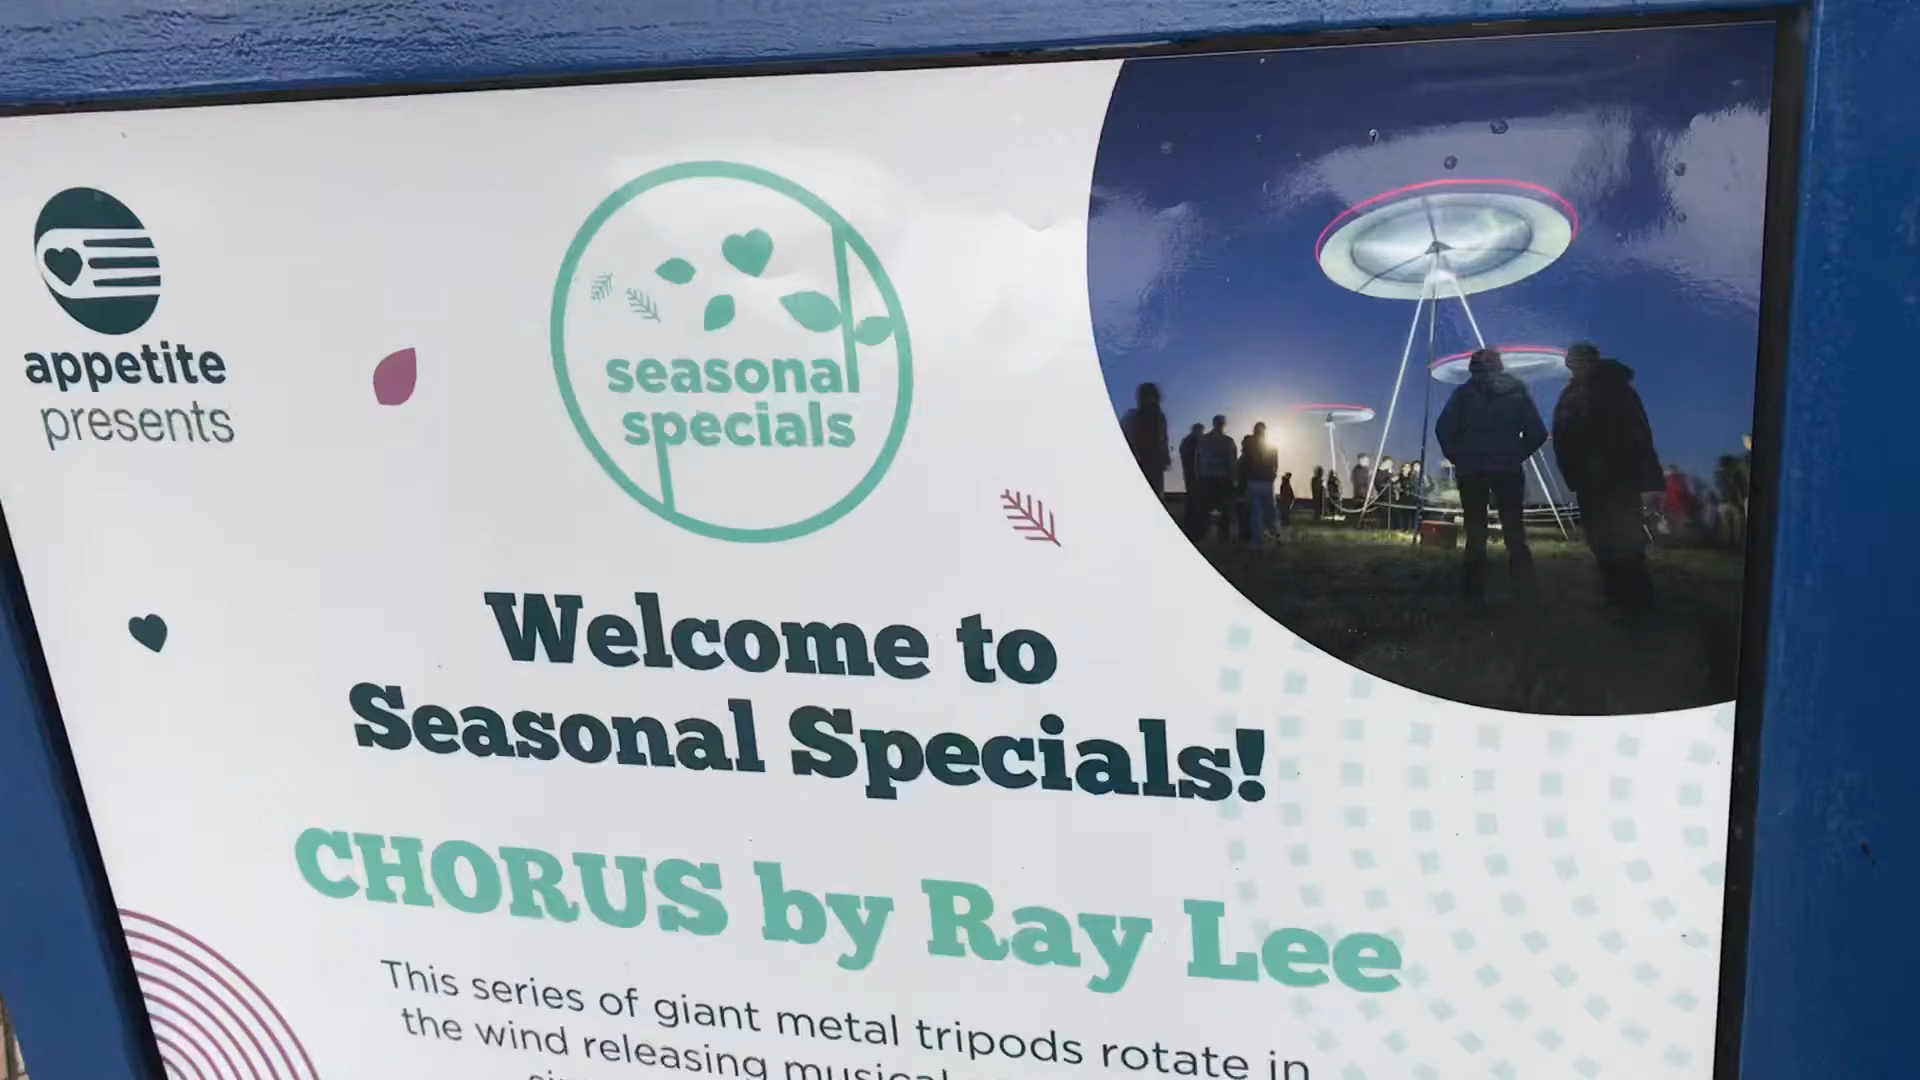 appetite
presents
seasonal
specials
Welcome to
Seasonal Specials!
CHORUS by Ray Lee
This series of giant metal tripods rotate in
the wind releasing musical